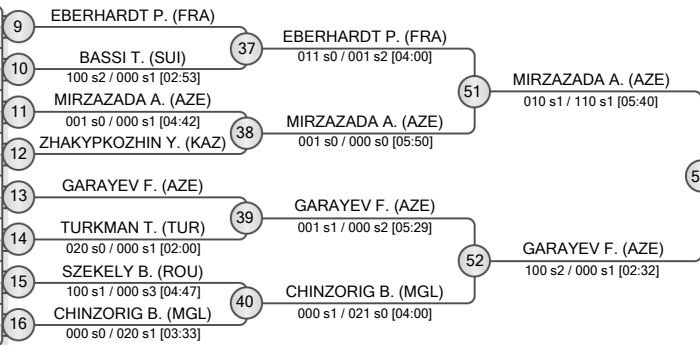 9
EBERHARDT P. (FRA)
10
BASSI T. (SUI)
100 s2 / 000 s1 [02:53]
37
EBERHARDT P. (FRA)
011 s0 / 001 s2 [04:00]
11
MIRZAZADA A. (AZE)
001 s0 / 000 s1 [04:42]
12
ZHAKYPKOZHIN Y. (KAZ)
38
MIRZAZADA A. (AZE)
001 s0 / 000 s0 [05:50]
51
MIRZAZADA A. (AZE)
010 s1 / 110 s1 [05:40]
13
GARAYEV F. (AZE)
14
TURKMAN T. (TUR)
020 s0 / 000 s1 [02:00]
39
GARAYEV F. (AZE)
001 s1 / 000 s2 [05:29]
15
SZEKELY B. (ROU)
100 s1 / 000 s3 [04:47]
16
CHINZORIG B. (MGL)
000 s0 / 020 s1 [03:33]
40
CHINZORIG B. (MGL)
000 s1 / 021 s0 [04:00]
52
GARAYEV F. (AZE)
100 s2 / 000 s1 [02:32]